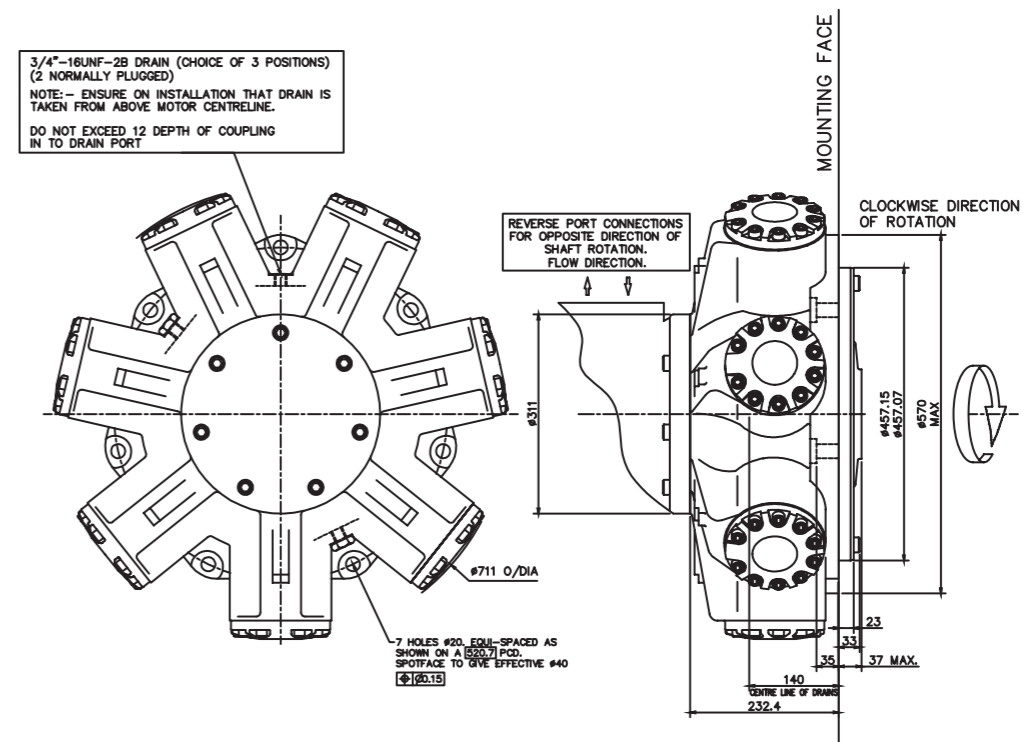 3/4"-16UNF-2B DRAIN (CHOICE OF 3 POSITIONS)
(2 NORMALLY PLUGGED)
NOTE:- ENSURE ON INSTALLATION THAT DRAIN IS
TAKEN FROM ABOVE MOTOR CENTRELINE.
DO NOT EXCEED 12 DEPTH OF COUPLING
IN TO DRAIN PORT
MOUNTING FACE
CLOCKWISE DIRECTION
OF ROTATION
REVERSE PORT CONNECTIONS
FOR OPPOSITE DIRECTION OF
SHAFT ROTATION.
FLOW DIRECTION.
ø311
ø457.15
ø457.07
ø570
MAX
ø711 O/DIA
7 HOLES ø20. EQUI-SPACED AS
SHOWN ON A 520.7 PCD.
SPOTFACE TO GIVE EFFECTIVE ø40
⌖ ø0.15
23
33
35
37 MAX.
140
CENTRE LINE OF DRAINS
232.4